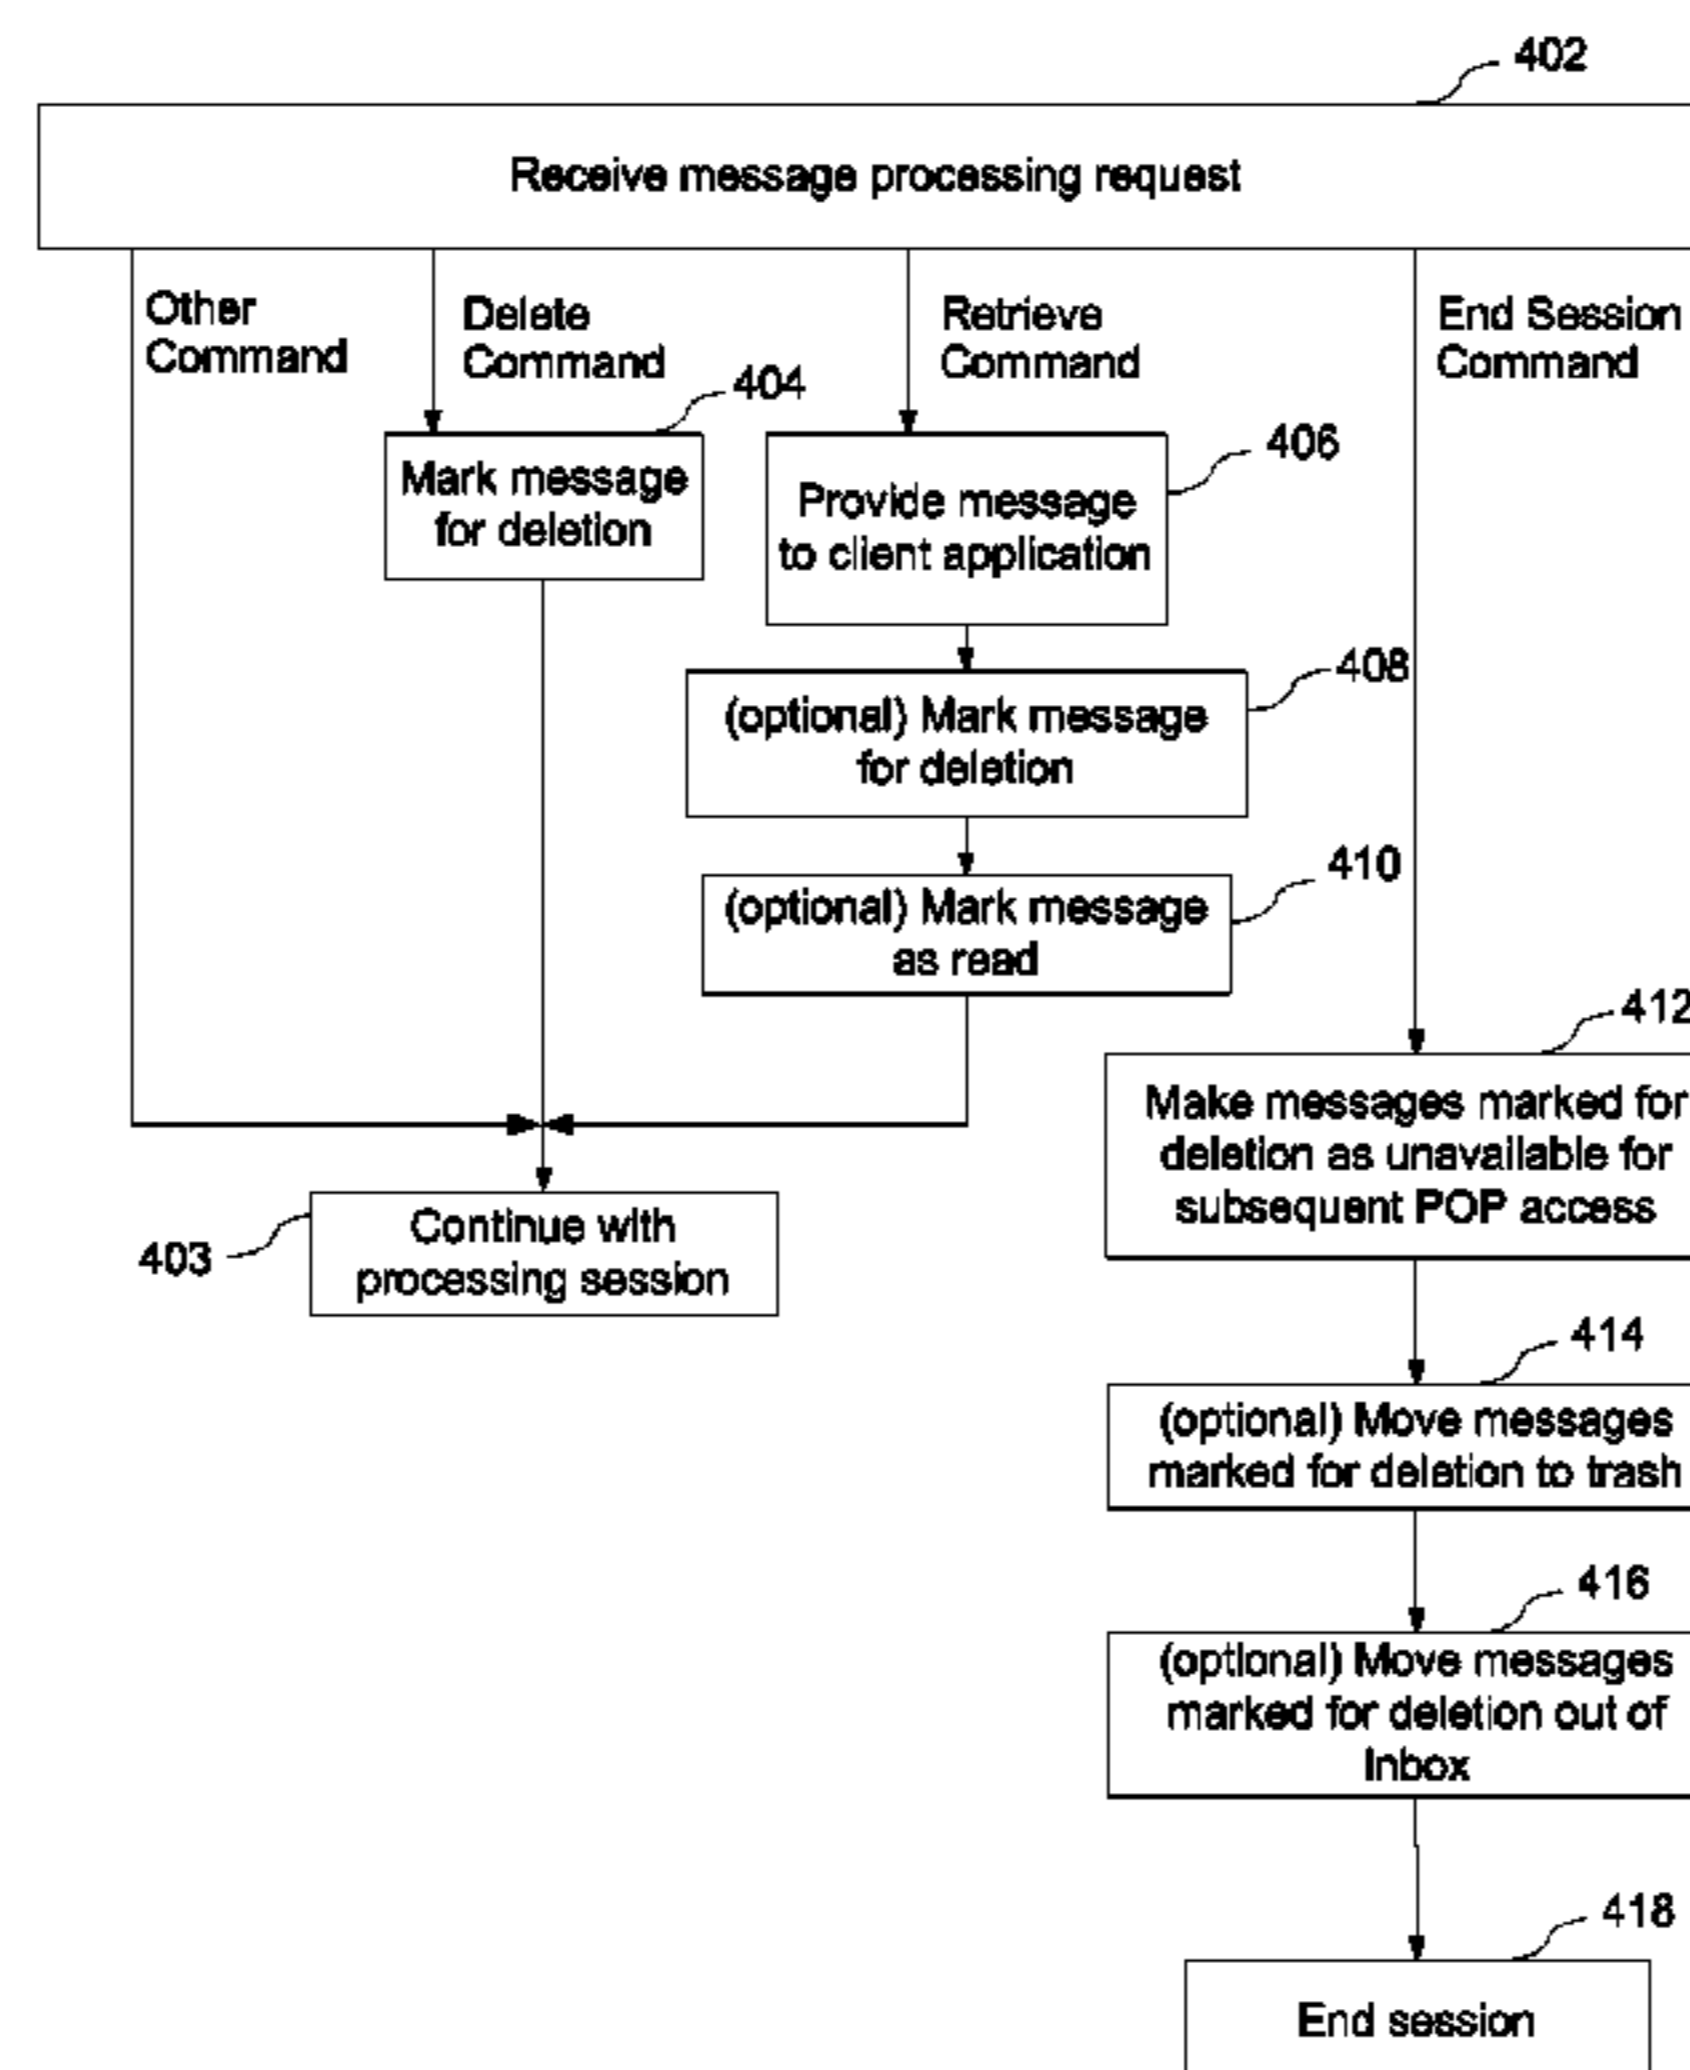 402
Receive message processing request
Other
Command
Delete
Command
Retrieve
Command
End Session
Command
404
Mark message
for deletion
406
Provide message
to client application
408
(optional) Mark message
for deletion
410
(optional) Mark message
as read
412
Make messages marked for
deletion as unavailable for
subsequent POP access
403
Continue with
processing session
414
(optional) Move messages
marked for deletion to trash
416
(optional) Move messages
marked for deletion out of
Inbox
418
End session